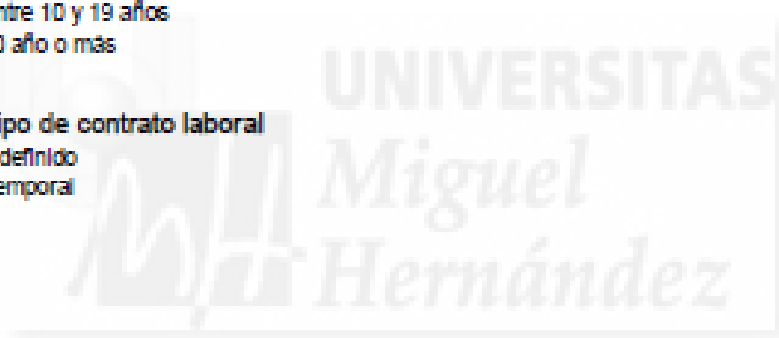 ntre 10 y 19 años
0 año o más
ipo de contrato laboral
definido
emporal
UNIVERSITAS
Miguel
Hernández